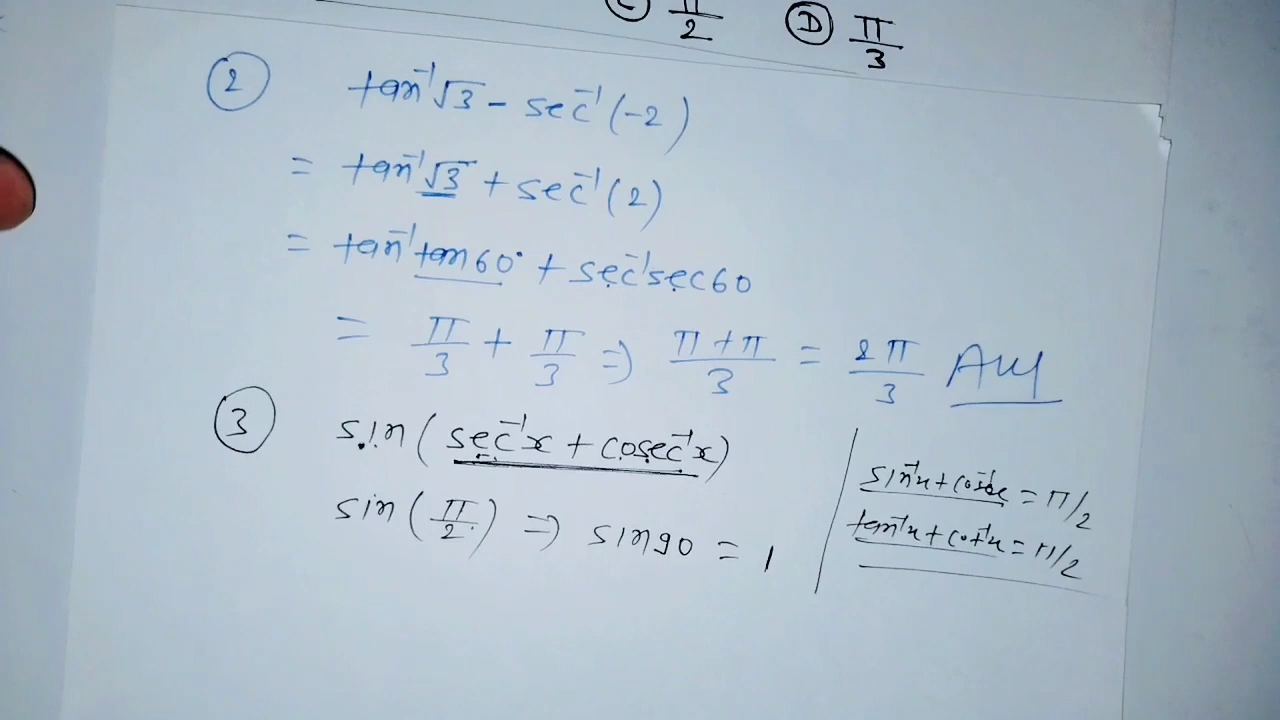 C π/2 D π/3
2 tan⁻¹√3 - sec⁻¹(-2)
= tan⁻¹√3 + sec⁻¹(2)
= tan⁻¹tan60° + sec⁻¹sec60
= π/3 + π/3 ⇒ π+π/3 = 2π/3 Ans
3 sin(sec⁻¹x + cosec⁻¹x)
sin(π/2) ⇒ sin90 = 1
sin⁻¹x + cos⁻¹x = π/2
tan⁻¹x + cot⁻¹x = π/2